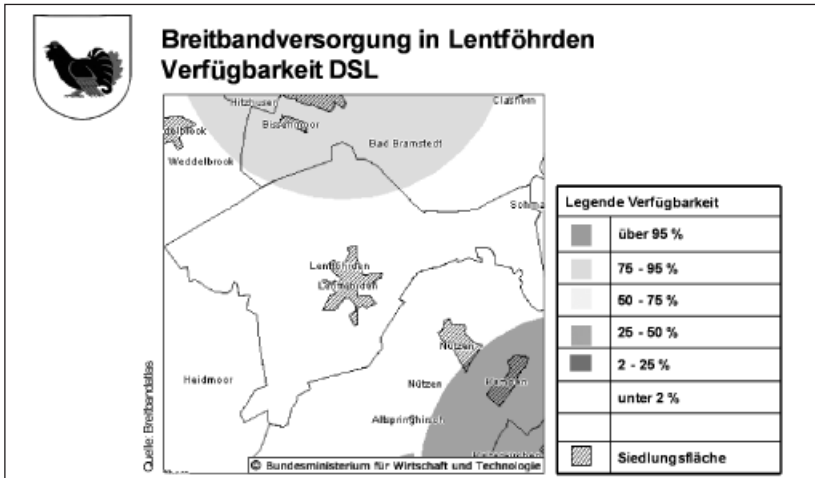 Breitbandversorgung in Lentföhrden
Verfügbarkeit DSL
Hitzhusen
Bissenmoor
Weddelbrook
Bad Bramstedt
Lentföhrden
Lentföhrden
Nützen
Heidmoor
Nützen
Kampen
Alspringhirsch
© Bundesministerium für Wirtschaft und Technologie
Quelle: Breitbandatlas
Legende Verfügbarkeit
über 95 %
75 - 95 %
50 - 75 %
25 - 50 %
2 - 25 %
unter 2 %
Siedlungsfläche